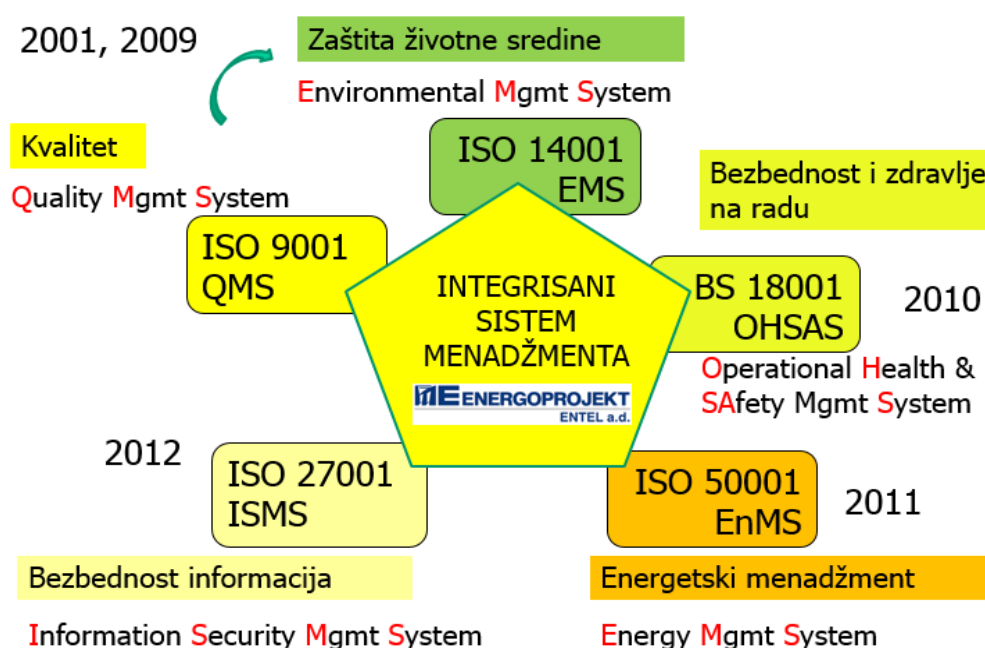 2001, 2009
Zaštita životne sredine
Environmental Mgmt System
Kvalitet
Quality Mgmt System
ISO 14001
EMS
Bezbednost i zdravlje
na radu
ISO 9001
QMS
INTEGRISANI
SISTEM
MENADŽMENTA
ENERGOPROJEKT
ENTEL a.d.
BS 18001
OHSAS
2010
Operational Health &
SAfety Mgmt System
2012
ISO 27001
ISMS
ISO 50001
EnMS
2011
Bezbednost informacija
Information Security Mgmt System
Energetski menadžment
Energy Mgmt System